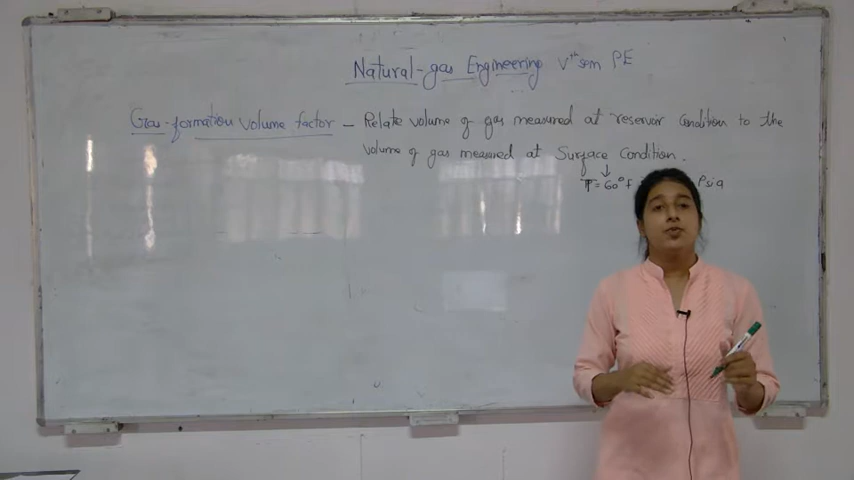 Natural-gas Engineering Vth sem PE
Gas-formation volume factor - Relate volume of gas measured at reservoir Condition to the
volume of gas measured at Surface Condition.
T = 60°f Psia